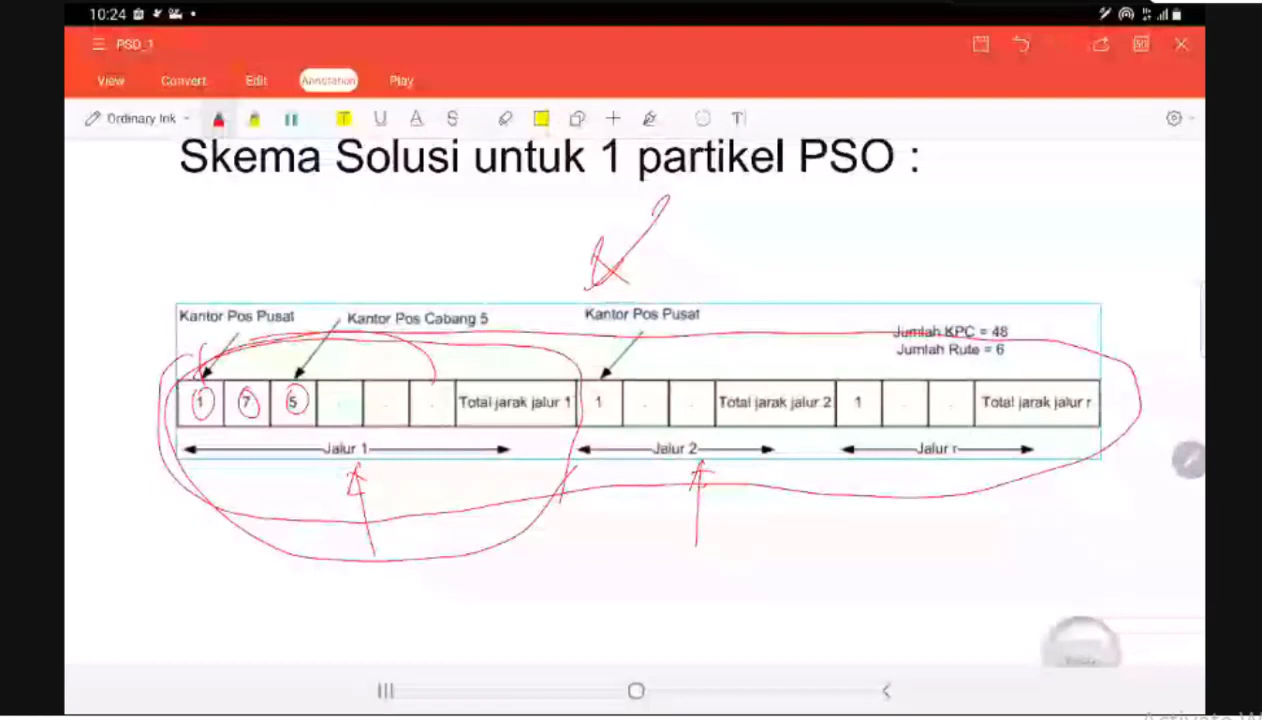 10:24
PSO_1
View Convert Edit Annotation Play
Ordinary Ink
Skema Solusi untuk 1 partikel PSO :
Kantor Pos Pusat
Kantor Pos Cabang 5
Kantor Pos Pusat
Jumlah KPC = 48
Jumlah Rute = 6
1 7 5 . . . Total jarak jalur 1 1 . . Total jarak jalur 2 1 . . Total jarak jalur r
Jalur 1 Jalur 2 Jalur r